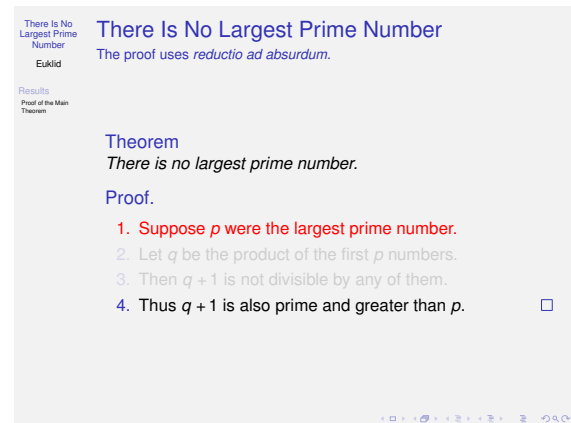 There Is No
Largest Prime
Number
Euklid
Results
Proof of the Main
Theorem
There Is No Largest Prime Number
The proof uses reductio ad absurdum.
Theorem
There is no largest prime number.
Proof.
1. Suppose p were the largest prime number.
2. Let q be the product of the first p numbers.
3. Then q + 1 is not divisible by any of them.
4. Thus q + 1 is also prime and greater than p. □